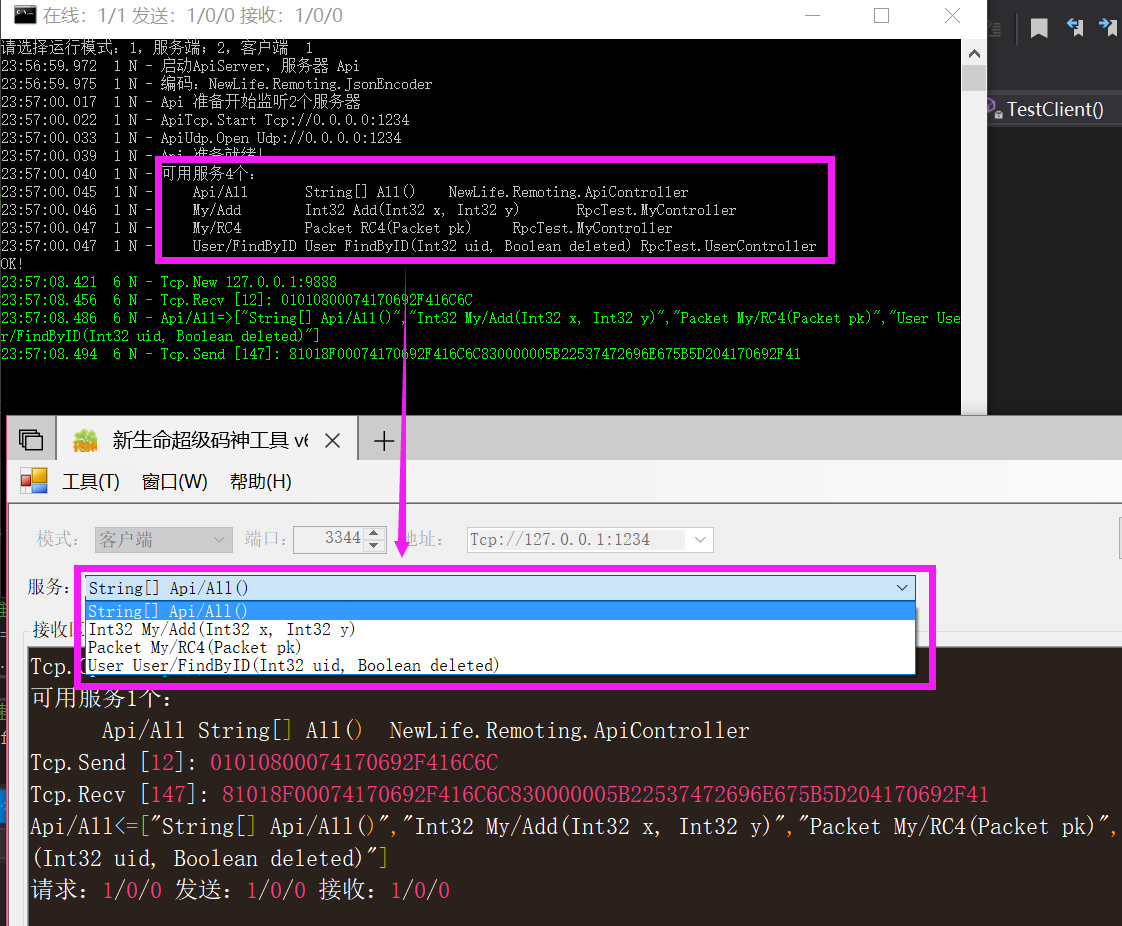 在线：1/1 发送：1/0/0 接收：1/0/0
请选择运行模式：1，服务端；2，客户端  1
23:56:59.972  1 N - 启动ApiServer，服务器 Api
23:56:59.975  1 N - 编码：NewLife.Remoting.JsonEncoder
23:57:00.017  1 N - Api 准备开始监听2个服务器
23:57:00.022  1 N - ApiTcp.Start Tcp://0.0.0.0:1234
23:57:00.033  1 N - ApiUdp.Open Udp://0.0.0.0:1234
23:57:00.039  1 N - Api 准备就绪！
23:57:00.040  1 N - 可用服务4个：
23:57:00.045  1 N -     Api/All       String[] All()    NewLife.Remoting.ApiController
23:57:00.046  1 N -     My/Add        Int32 Add(Int32 x, Int32 y)       RpcTest.MyController
23:57:00.047  1 N -     My/RC4        Packet RC4(Packet pk)     RpcTest.MyController
23:57:00.047  1 N -     User/FindByID User FindByID(Int32 uid, Boolean deleted) RpcTest.UserController
OK!
23:57:08.421  6 N - Tcp.New 127.0.0.1:9888
23:57:08.456  6 N - Tcp.Recv [12]: 01010800074170692F416C6C
23:57:08.486  6 N - Api/All=>["String[] Api/All()","Int32 My/Add(Int32 x, Int32 y)","Packet My/RC4(Packet pk)","User Use
r/FindByID(Int32 uid, Boolean deleted)"]
23:57:08.494  6 N - Tcp.Send [147]: 81018F00074170692F416C6C830000005B22537472696E675B5D204170692F41
TestClient()
新生命超级码神工具 v6
工具(T) 窗口(W) 帮助(H)
模式： 客户端 端口： 3344 地址： Tcp://127.0.0.1:1234
服务： String[] Api/All()
String[] Api/All()
Int32 My/Add(Int32 x, Int32 y)
Packet My/RC4(Packet pk)
User User/FindByID(Int32 uid, Boolean deleted)
接收区
可用服务1个：
Api/All String[] All()  NewLife.Remoting.ApiController
Tcp.Send [12]: 01010800074170692F416C6C
Tcp.Recv [147]: 81018F00074170692F416C6C830000005B22537472696E675B5D204170692F41
Api/All<=["String[] Api/All()","Int32 My/Add(Int32 x, Int32 y)","Packet My/RC4(Packet pk)",
(Int32 uid, Boolean deleted)"]
请求：1/0/0 发送：1/0/0 接收：1/0/0